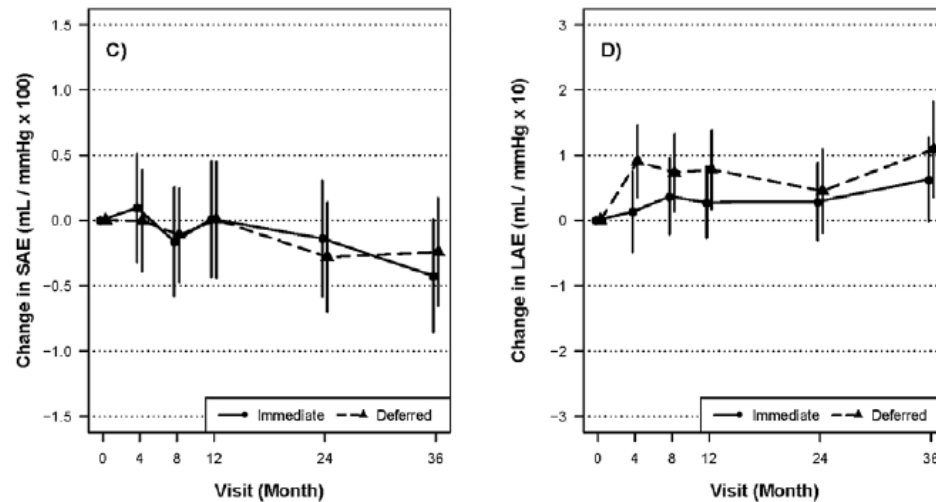 C)
Change in SAE (mL / mmHg x 100)
1.5
1.0
0.5
0.0
−0.5
−1.0
−1.5
0 4 8 12 24 36
Visit (Month)
Immediate Deferred
D)
Change in LAE (mL / mmHg x 10)
3
2
1
0
−1
−2
−3
0 4 8 12 24 36
Visit (Month)
Immediate Deferred